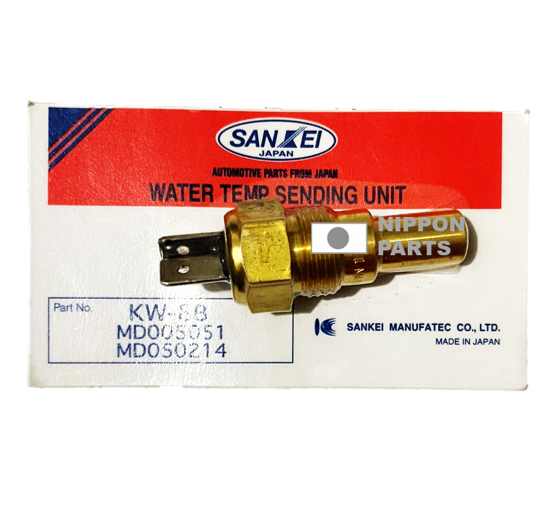 SANKEI
JAPAN
AUTOMOTIVE PARTS FROM JAPAN
WATER TEMP SENDING UNIT
NIPPON
PARTS
Part No.
KW-8B
MD006051
MD050214
SANKEI MANUFATEC CO., LTD.
MADE IN JAPAN